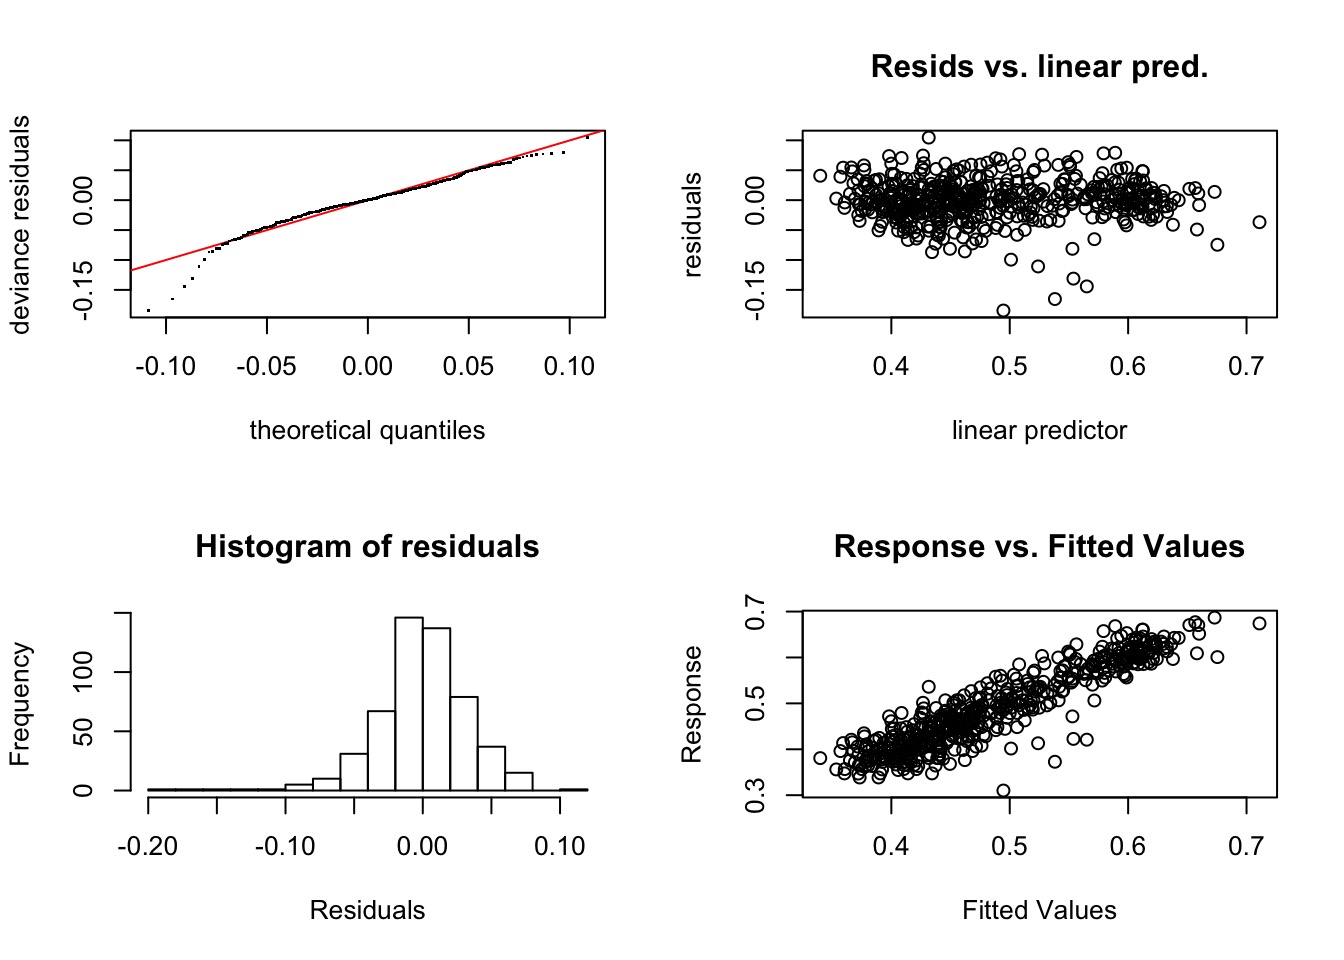 deviance residuals
0.00
-0.15
-0.10 -0.05 0.00 0.05 0.10
theoretical quantiles
Resids vs. linear pred.
residuals
0.00
-0.15
0.4 0.5 0.6 0.7
linear predictor
Histogram of residuals
Frequency
100
50
0
-0.20 -0.10 0.00 0.10
Residuals
Response vs. Fitted Values
Response
0.7
0.5
0.3
0.4 0.5 0.6 0.7
Fitted Values